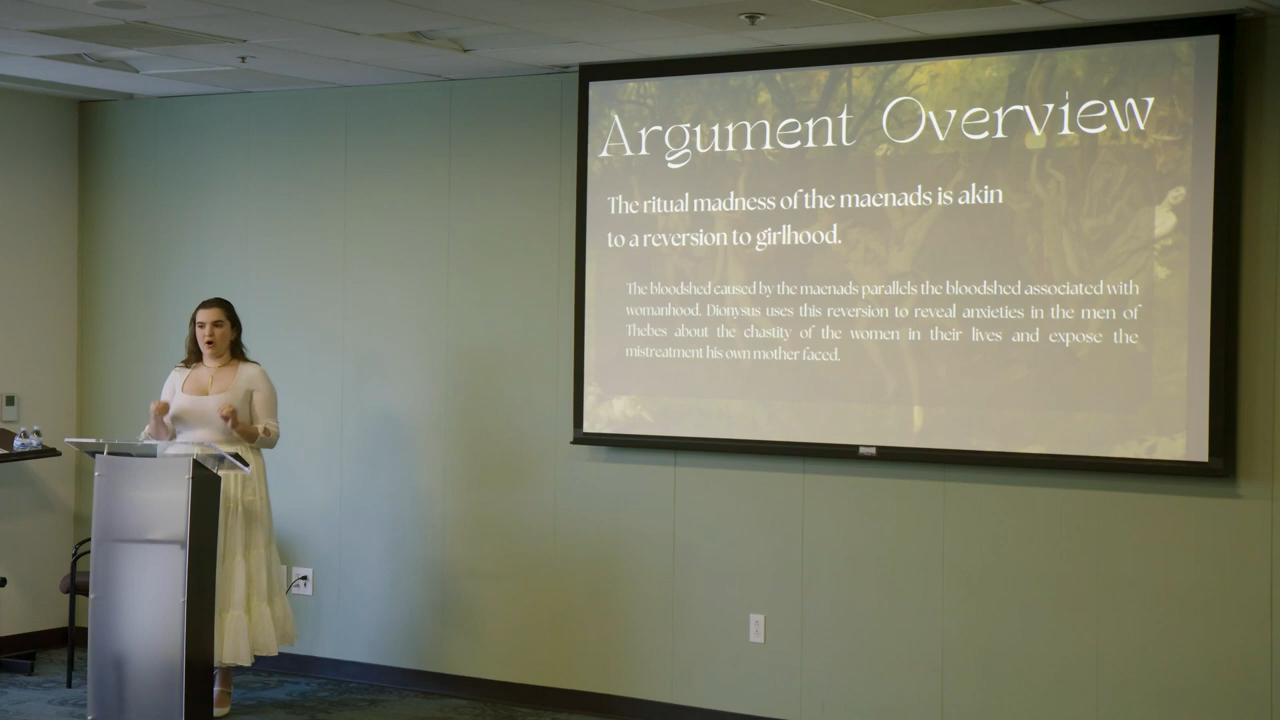 Argument Overview
The ritual madness of the maenads is akin
to a reversion to girlhood.
The bloodshed caused by the maenads parallels the bloodshed associated with
womanhood. Dionysus uses this reversion to reveal anxieties in the men of
Thebes about the chastity of the women in their lives and expose the
mistreatment his own mother faced.